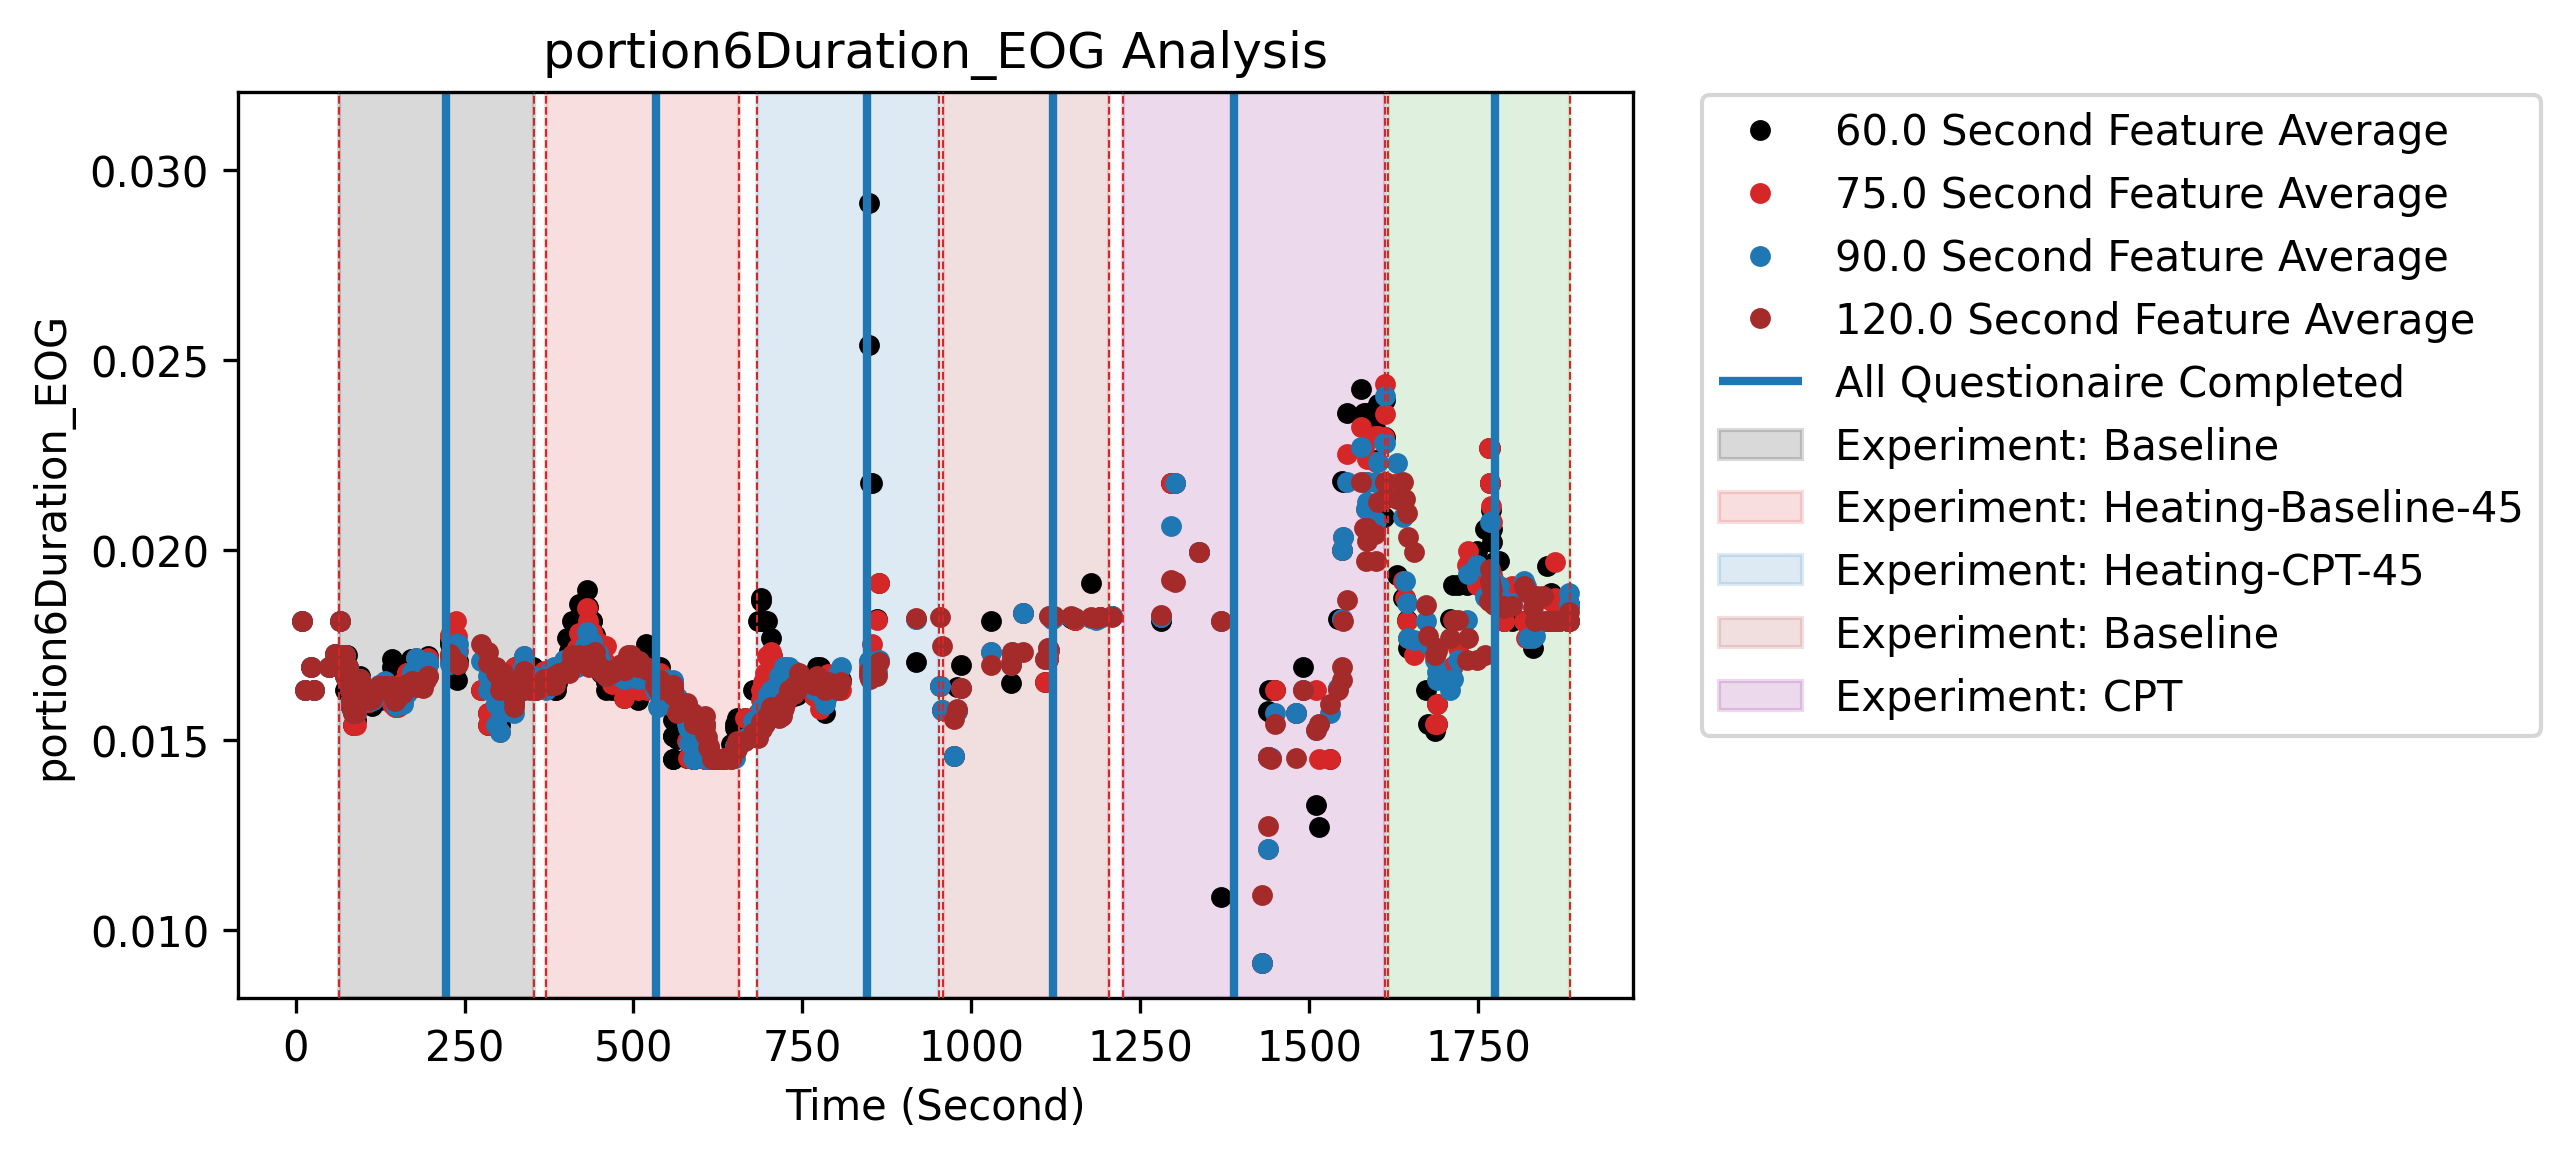 portion6Duration_EOG Analysis
portion6Duration_EOG
0.030
0.025
0.020
0.015
0.010
0
250
500
750
1000
1250
1500
1750
Time (Second)
60.0 Second Feature Average
75.0 Second Feature Average
90.0 Second Feature Average
120.0 Second Feature Average
All Questionaire Completed
Experiment: Baseline
Experiment: Heating-Baseline-45
Experiment: Heating-CPT-45
Experiment: Baseline
Experiment: CPT